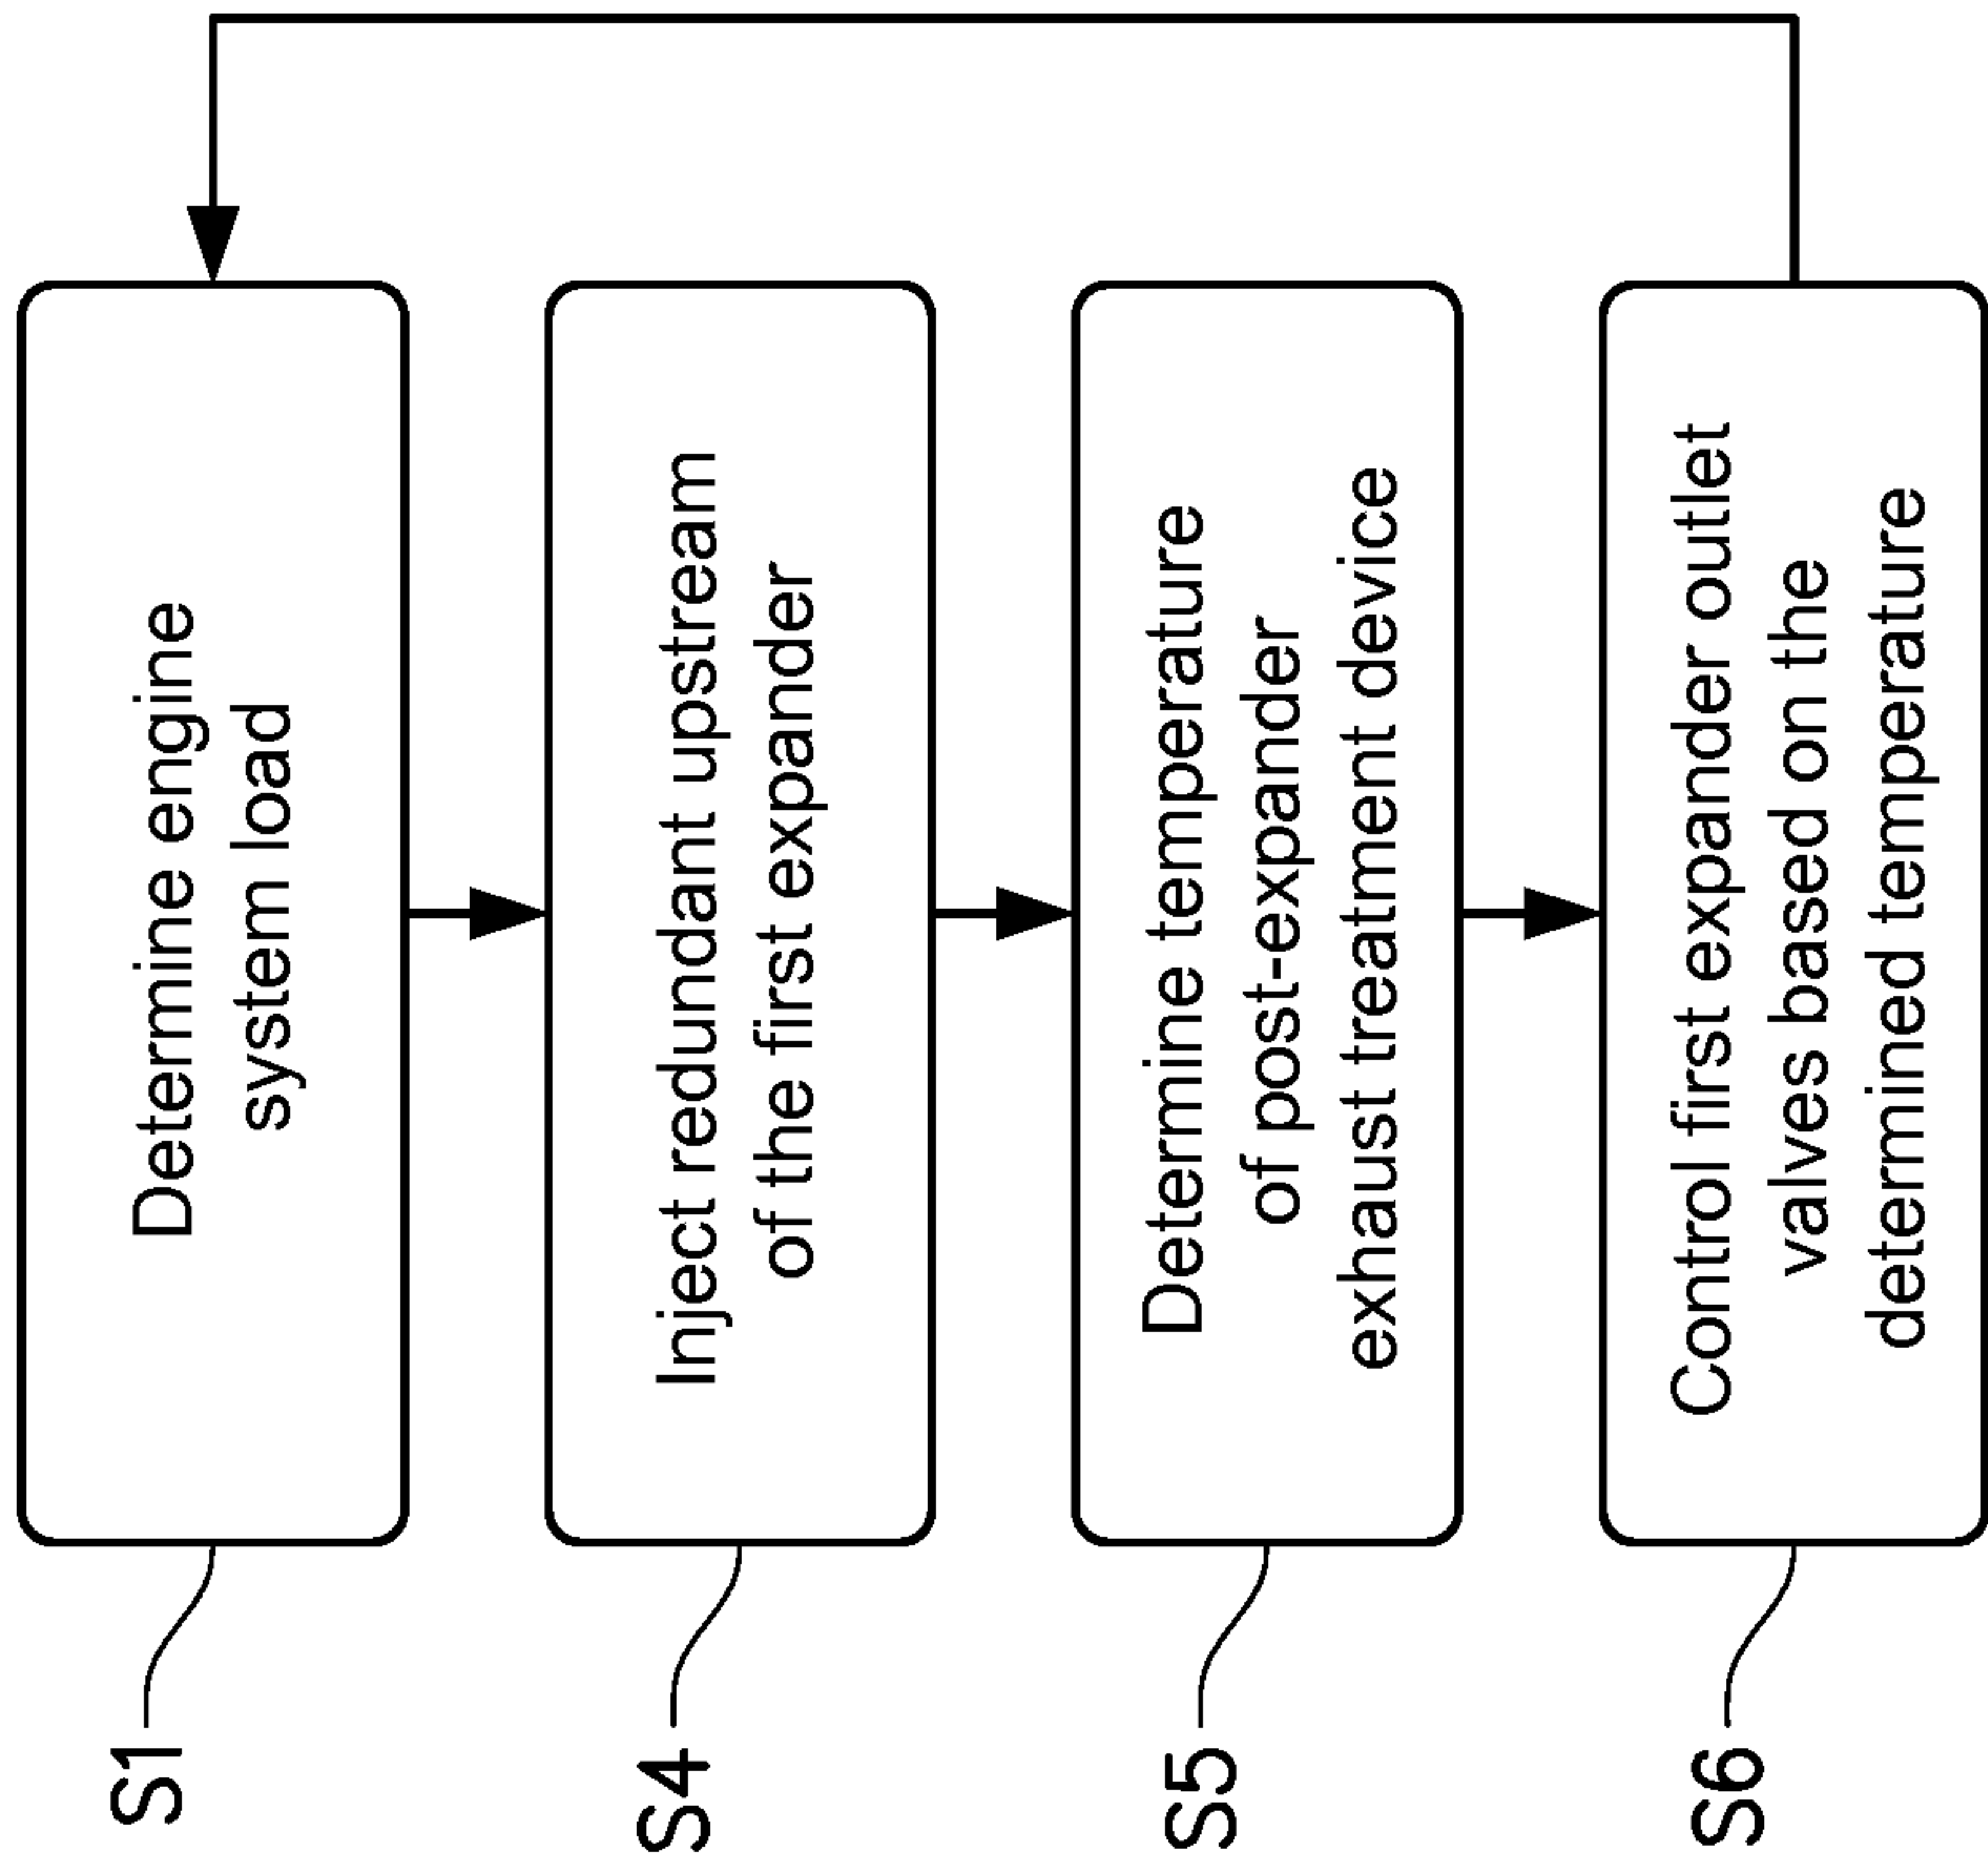 S1
Determine engine
system load
S4
Inject redundant upstream
of the first expander
S5
Determine temperature
of post-expander
exhaust treatment device
S6
Control first expander outlet
valves based on the
determined temperature